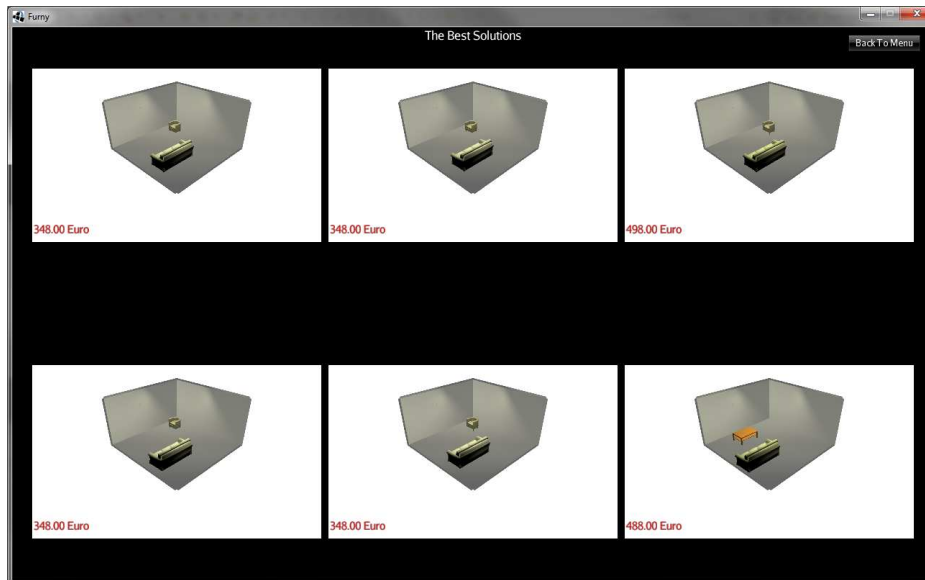 Furny
The Best Solutions
Back To Menu
348.00 Euro
348.00 Euro
498.00 Euro
348.00 Euro
348.00 Euro
488.00 Euro